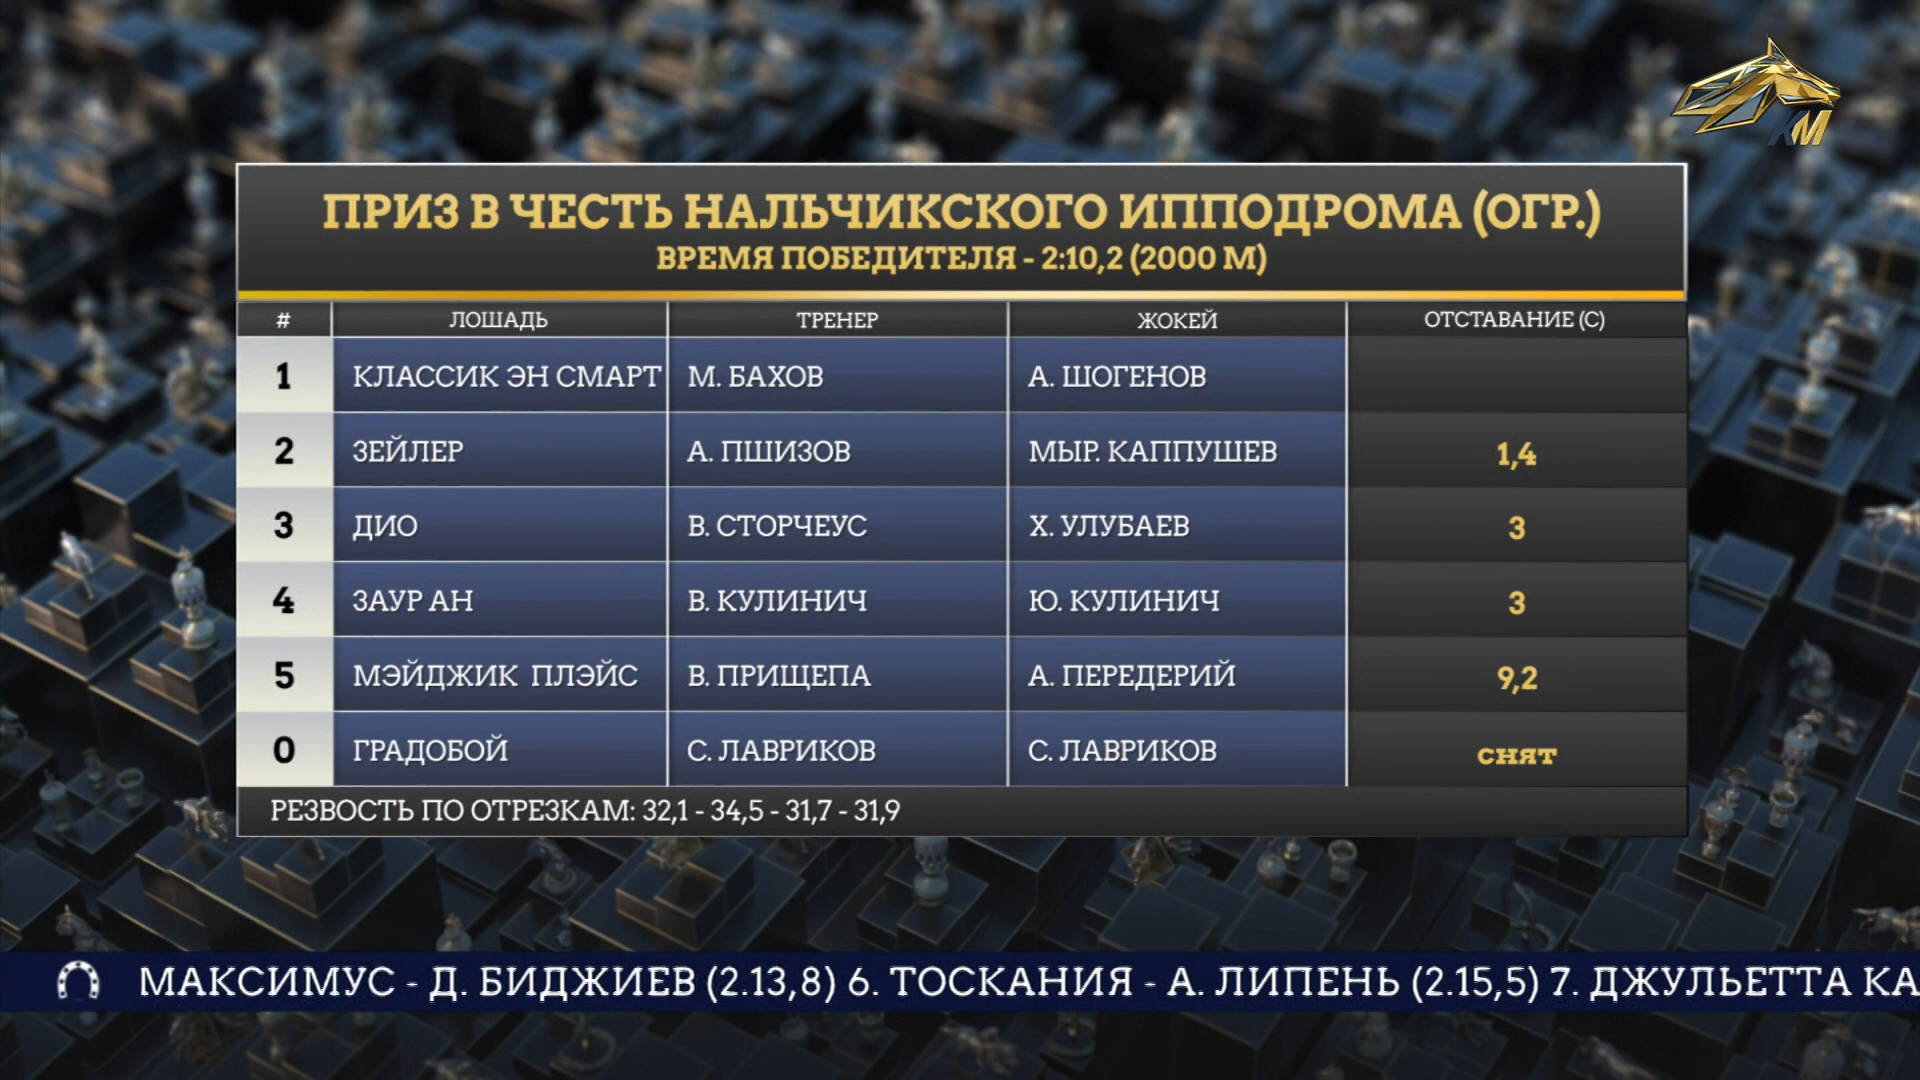 КМ
ПРИЗ В ЧЕСТЬ НАЛЬЧИКСКОГО ИППОДРОМА (ОГР.)
ВРЕМЯ ПОБЕДИТЕЛЯ - 2:10,2 (2000 М)
# ЛОШАДЬ ТРЕНЕР ЖОКЕЙ ОТСТАВАНИЕ (С)
1 КЛАССИК ЭН СМАРТ М. БАХОВ А. ШОГЕНОВ
2 ЗЕЙЛЕР А. ПШИЗОВ МЫР. КАППУШЕВ 1,4
3 ДИО В. СТОРЧЕУС Х. УЛУБАЕВ 3
4 ЗАУР АН В. КУЛИНИЧ Ю. КУЛИНИЧ 3
5 МЭЙДЖИК ПЛЭЙС В. ПРИЩЕПА А. ПЕРЕДЕРИЙ 9,2
0 ГРАДОБОЙ С. ЛАВРИКОВ С. ЛАВРИКОВ снят
РЕЗВОСТЬ ПО ОТРЕЗКАМ: 32,1 - 34,5 - 31,7 - 31,9
МАКСИМУС - Д. БИДЖИЕВ (2.13,8) 6. ТОСКАНИЯ - А. ЛИПЕНЬ (2.15,5) 7. ДЖУЛЬЕТТА КА